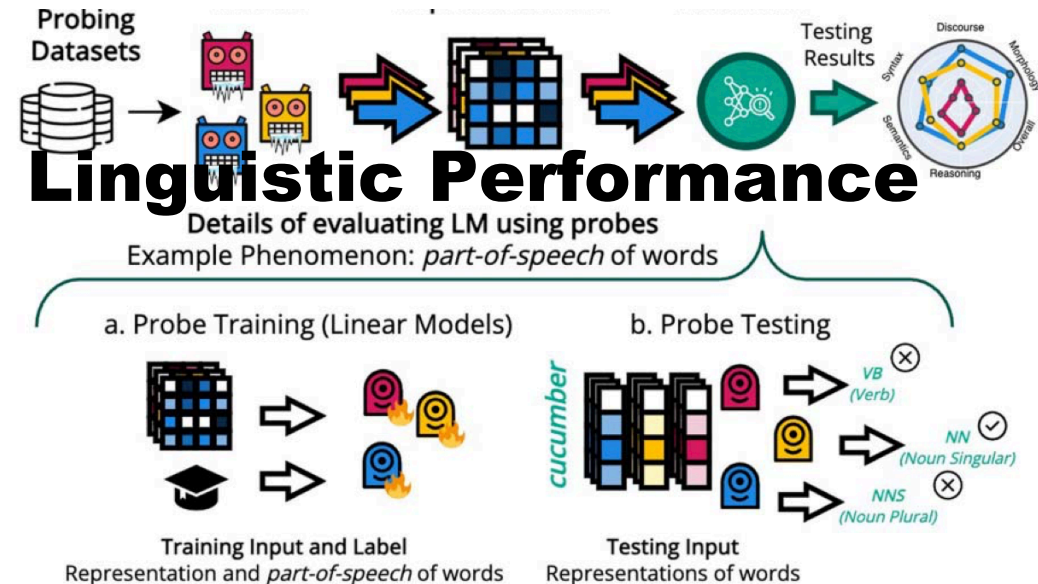 Probing
Datasets
Testing
Results
Discourse
Morphology
Syntax
Semantics
Overall
Reasoning
Linguistic Performance
Details of evaluating LM using probes
Example Phenomenon: part-of-speech of words
a. Probe Training (Linear Models)
b. Probe Testing
cucumber
VB
(Verb)
NN
(Noun Singular)
NNS
(Noun Plural)
Training Input and Label
Representation and part-of-speech of words
Testing Input
Representations of words